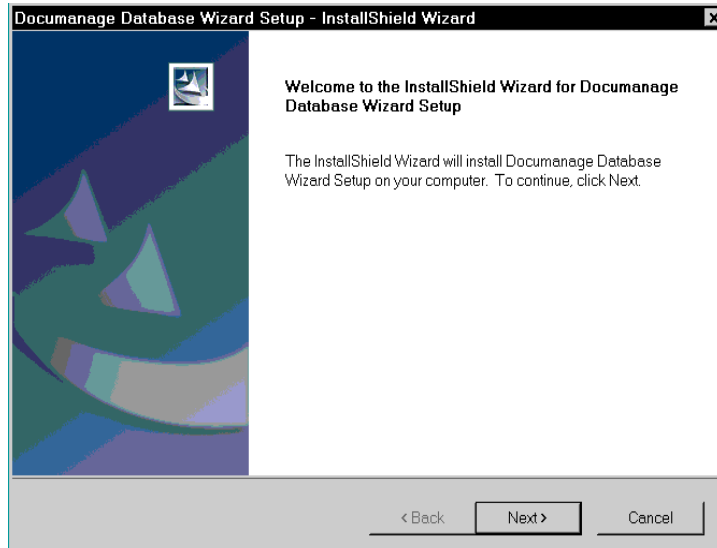 Documanage Database Wizard Setup - InstallShield Wizard
Welcome to the InstallShield Wizard for Documanage
Database Wizard Setup
The InstallShield Wizard will install Documanage Database
Wizard Setup on your computer. To continue, click Next.
< Back Next > Cancel